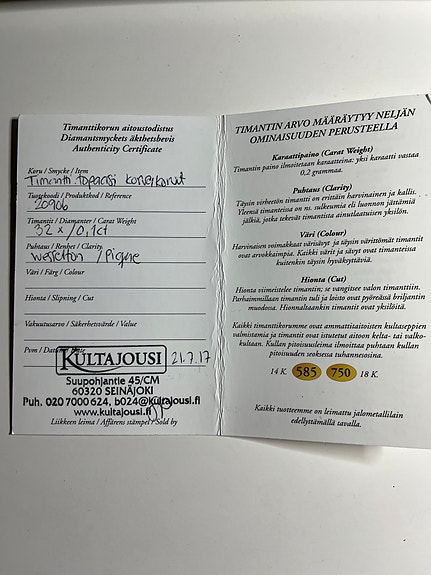 Timanttikorun aitoustodistus
Diamantsmyckets äkthetsbevis
Authenticity Certificate
Koru / Smycke / Item
Timantti topaasi korvakorut
Tuotekoodi / Produktkod / Reference
20906
Timantit / Diamanter / Carat Weight
32 x / 0,1ct
Puhtaus / Renhet / Clarity
wesselton / Piqene
Väri / Färg / Colour
Hionta / Slipning / Cut
Vakuutusarvo / Säkerhetsvärde / Value
Pvm / Datum / Date
KULTAJOUSI 21.7.17
Suupohjantie 45/CM
60320 SEINÄJOKI
Puh. 020 7000 624, b024@kultajousi.fi
www.kultajousi.fi
Liikkeen leima / Affärens stämpel / Sold by
TIMANTIN ARVO MÄÄRÄYTYY NELJÄN
OMINAISUUDEN PERUSTEELLA
Karaattipaino (Carat Weight)
Timantin paino ilmoitetaan karaatteina: yksi karaatti vastaa
0,2 grammaa.
Puhtaus (Clarity)
Täysin virheetön timantti on erittäin harvinainen ja kallis.
Yleensä timanteissa on ns. sulkeumia eli luonnon jättämiä
jälkiä, jotka tekevät timantista ainutlaatuisen yksilön.
Väri (Colour)
Harvinaisen voimakkaat värisävyt ja täysin värittömät timantit
ovat arvokkaimpia. Kaikki värit ja sävyt ovat timanteissa
kuitenkin täysin hyväksyttäviä.
Hionta (Cut)
Hionta viimeistelee timantin; se vangitsee valon timanttiin.
Parhaimmillaan timantin tuli ja loisto ovat pyöreässä briljantin
muodossa. Hionnaltaankin timantit ovat yksilöitä.
Kaikki timanttikorumme ovat ammattitaitoisten kultaseppien
valmistamia ja timantit ovat istutetut aitoon kelta- tai valko-
kultaan. Kullan pitoisuusleima ilmoittaa puhtaan kullan
pitoisuuden seoksessa tuhannesosina.
14 K. 585 750 18 K.
Kaikki tuotteemme on leimattu jalometallilain
edellyttämällä tavalla.